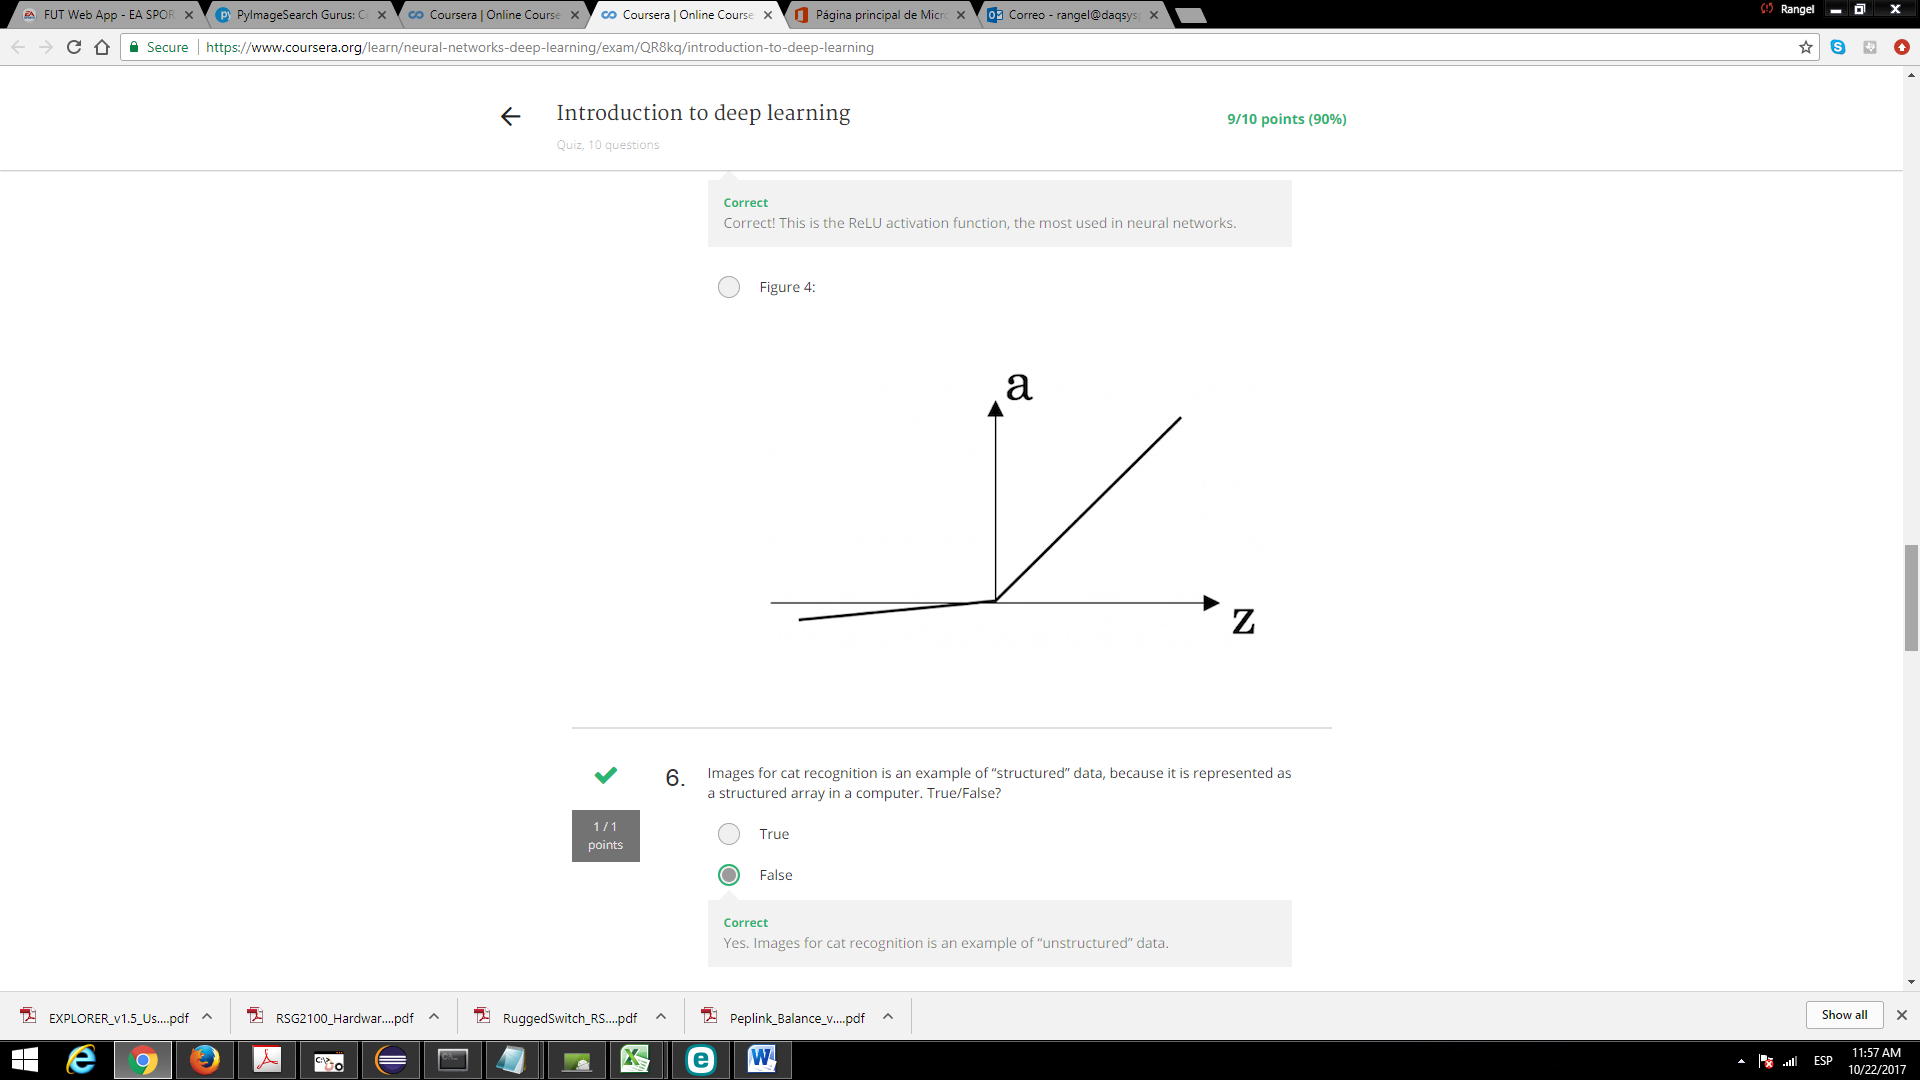 FUT Web App - EA SPOR
PyImageSearch Gurus: C
Coursera | Online Course
Coursera | Online Course
Página principal de Micro
Correo - rangel@daqsys
Rangel
Secure
https://www.coursera.org/learn/neural-networks-deep-learning/exam/QR8kq/introduction-to-deep-learning
Introduction to deep learning
9/10 points (90%)
Quiz, 10 questions
Correct
Correct! This is the ReLU activation function, the most used in neural networks.
Figure 4:
a
z
6.
Images for cat recognition is an example of “structured” data, because it is represented as
a structured array in a computer. True/False?
1 / 1
points
True
False
Correct
Yes. Images for cat recognition is an example of “unstructured” data.
EXPLORER_v1.5_Us....pdf
RSG2100_Hardwar....pdf
RuggedSwitch_RS....pdf
Peplink_Balance_v....pdf
Show all
ESP
11:57 AM
10/22/2017